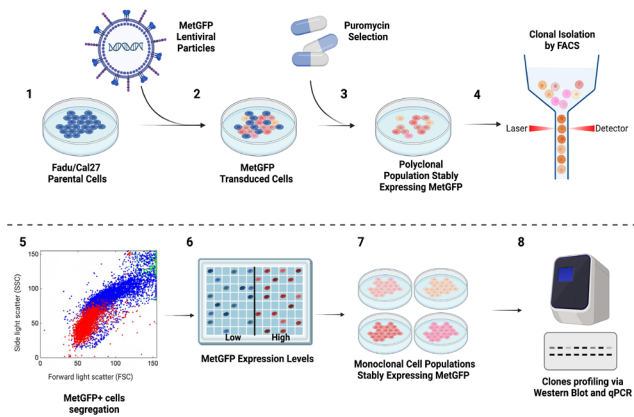 MetGFP
Lentiviral
Particles
Puromycin
Selection
Clonal Isolation
by FACS
1
2
3
4
Laser
Detector
Fadu/Cal27
Parental Cells
MetGFP
Transduced Cells
Polyclonal
Population Stably
Expressing MetGFP
5
6
7
8
Side light scatter (SSC)
150
100
50
0
0
50
100
150
Forward light scatter (FSC)
MetGFP+ cells
segregation
Low
High
MetGFP Expression Levels
Monoclonal Cell Populations
Stably Expressing MetGFP
Clones profiling via
Western Blot and qPCR